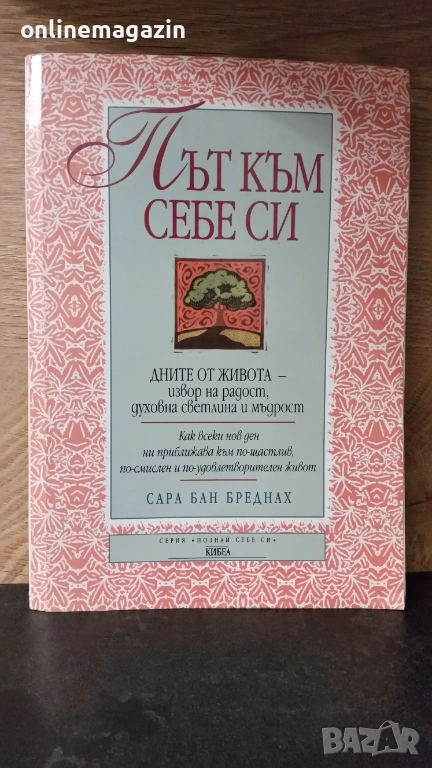 onlinemagazin
ПЪТ КЪМ
СЕБЕ СИ
ДНИТЕ ОТ ЖИВОТА –
извор на радост,
духовна светлина и мъдрост
Как всеки нов ден
ни приближава към по-щастлив,
по-смислен и по-удовлетворителен живот
САРА БАН БРЕДНАХ
СЕРИЯ •ПОЗНАЙ СЕБЕ СИ•
КИБЕА
BAZAR